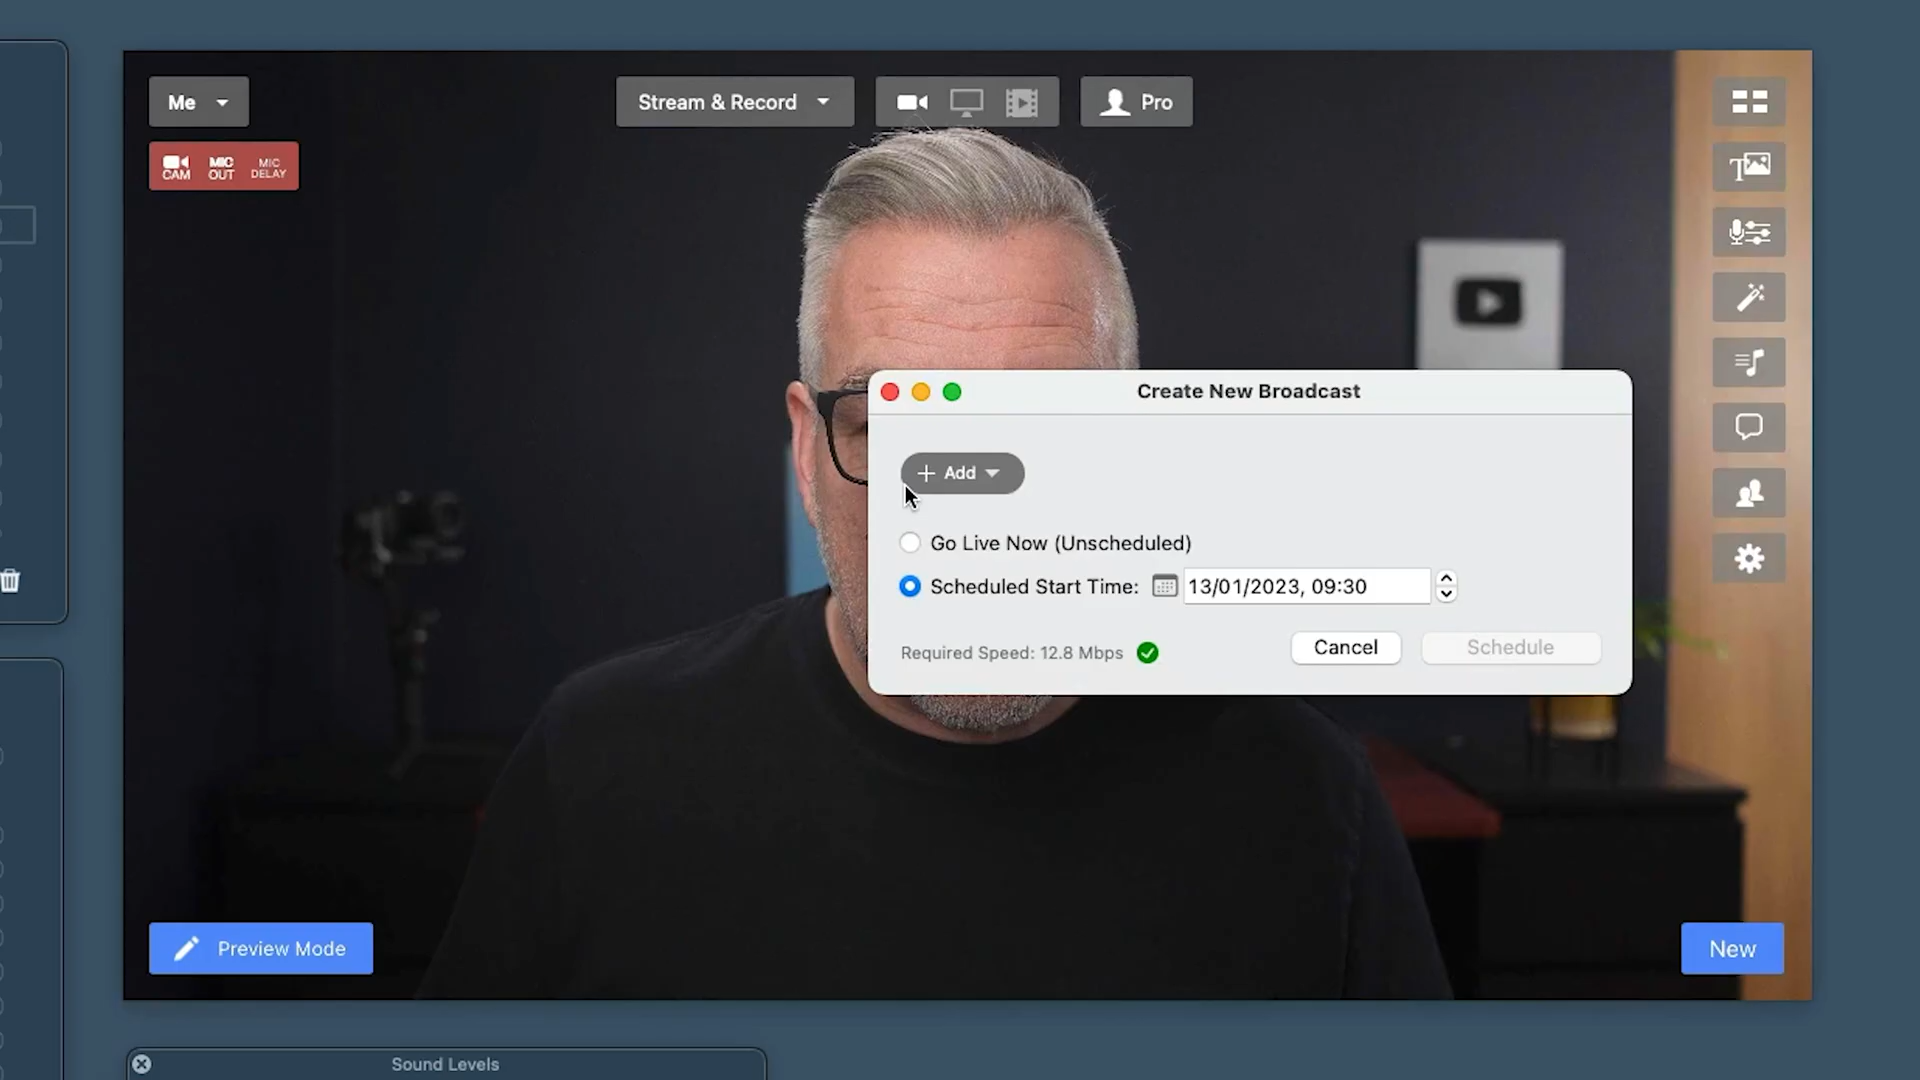 Me
Stream & Record
Pro
CAM
MIC OUT
MIC DELAY
Create New Broadcast
+ Add
Go Live Now (Unscheduled)
Scheduled Start Time: 13/01/2023, 09:30
Required Speed: 12.8 Mbps
Cancel
Schedule
Preview Mode
New
Sound Levels